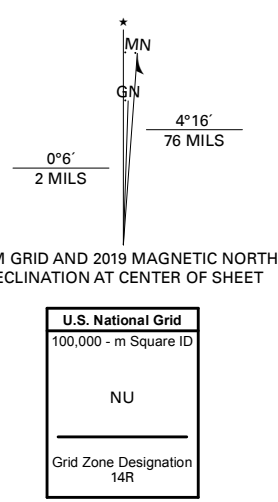 ★
MN
GN
4°16´
76 MILS
0°6´
2 MILS
GRID AND 2019 MAGNETIC NORTH
AT CENTER OF SHEET
U.S. National Grid
100,000 - m Square ID
NU
Grid Zone Designation
14R